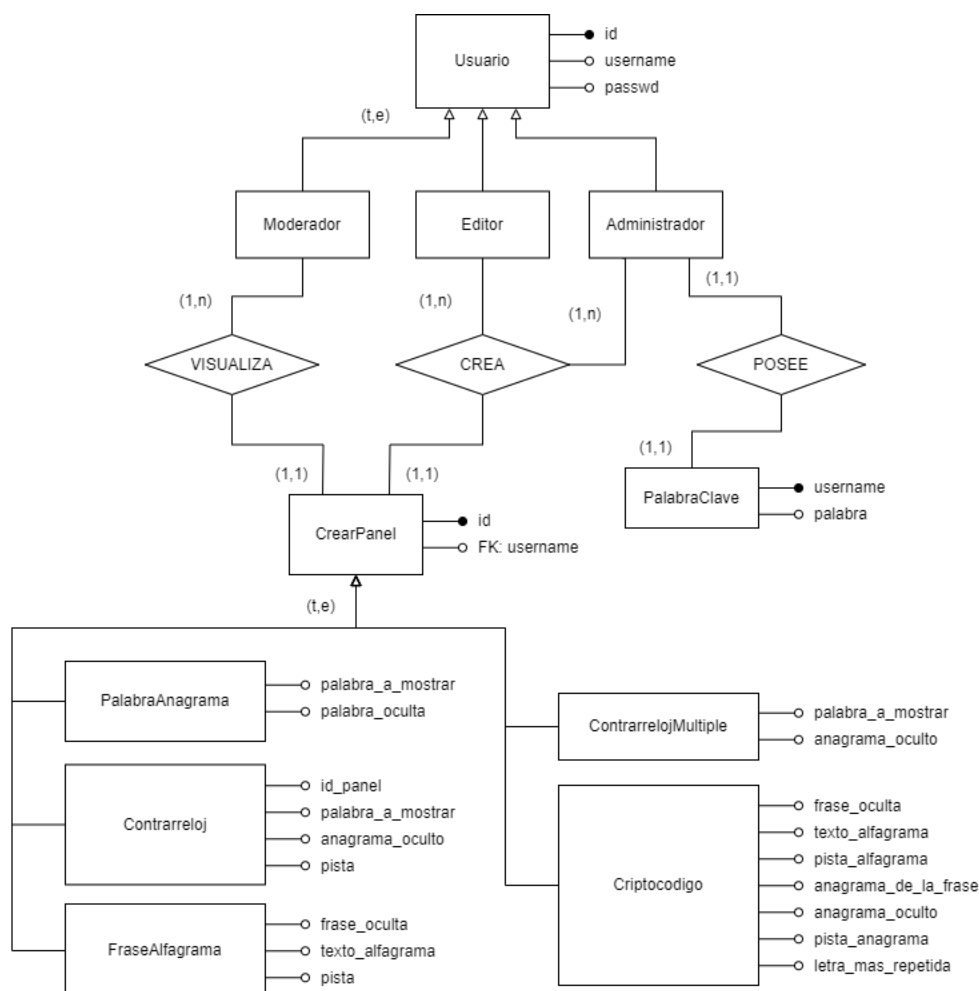 Usuario
id
username
passwd
(t,e)
Moderador
Editor
Administrador
(1,n)
(1,n)
(1,n)
(1,1)
VISUALIZA
CREA
POSEE
(1,1)
(1,1)
(1,1)
CrearPanel
id
FK: username
PalabraClave
username
palabra
(t,e)
PalabraAnagrama
palabra_a_mostrar
palabra_oculta
Contrarreloj
id_panel
palabra_a_mostrar
anagrama_oculto
pista
FraseAlfagrama
frase_oculta
texto_alfagrama
pista
ContrarrelojMultiple
palabra_a_mostrar
anagrama_oculto
Criptocodigo
frase_oculta
texto_alfagrama
pista_alfagrama
anagrama_de_la_frase
anagrama_oculto
pista_anagrama
letra_mas_repetida